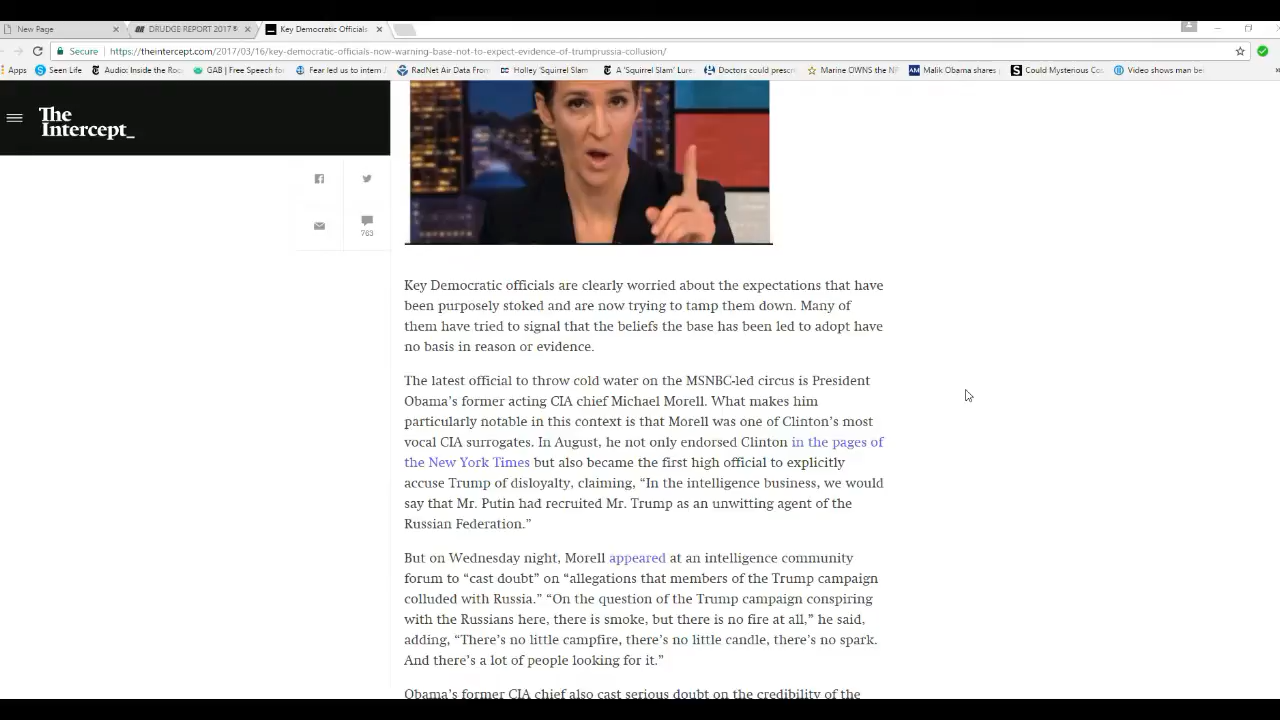 New Page
DRUDGE REPORT 2017®
Key Democratic Officials
Secure
https://theintercept.com/2017/03/16/key-democratic-officials-now-warning-base-not-to-expect-evidence-of-trumprussia-collusion/
Apps
Seen Life
Audio: Inside the Roc
GAB | Free Speech fo
Fear led us to intern J
RadNet Air Data From
Holley 'Squirrel Slam
A 'Squirrel Slam' Lure
Doctors could prescr
Marine OWNS the N
Malik Obama shares
Could Mysterious Co
Video shows man be
The
Intercept_
763
Key Democratic officials are clearly worried about the expectations that have
been purposely stoked and are now trying to tamp them down. Many of
them have tried to signal that the beliefs the base has been led to adopt have
no basis in reason or evidence.
The latest official to throw cold water on the MSNBC-led circus is President
Obama’s former acting CIA chief Michael Morell. What makes him
particularly notable in this context is that Morell was one of Clinton’s most
vocal CIA surrogates. In August, he not only endorsed Clinton in the pages of
the New York Times but also became the first high official to explicitly
accuse Trump of disloyalty, claiming, “In the intelligence business, we would
say that Mr. Putin had recruited Mr. Trump as an unwitting agent of the
Russian Federation.”
But on Wednesday night, Morell appeared at an intelligence community
forum to “cast doubt” on “allegations that members of the Trump campaign
colluded with Russia.” “On the question of the Trump campaign conspiring
with the Russians here, there is smoke, but there is no fire at all,” he said,
adding, “There’s no little campfire, there’s no little candle, there’s no spark.
And there’s a lot of people looking for it.”
Obama’s former CIA chief also cast serious doubt on the credibility of the